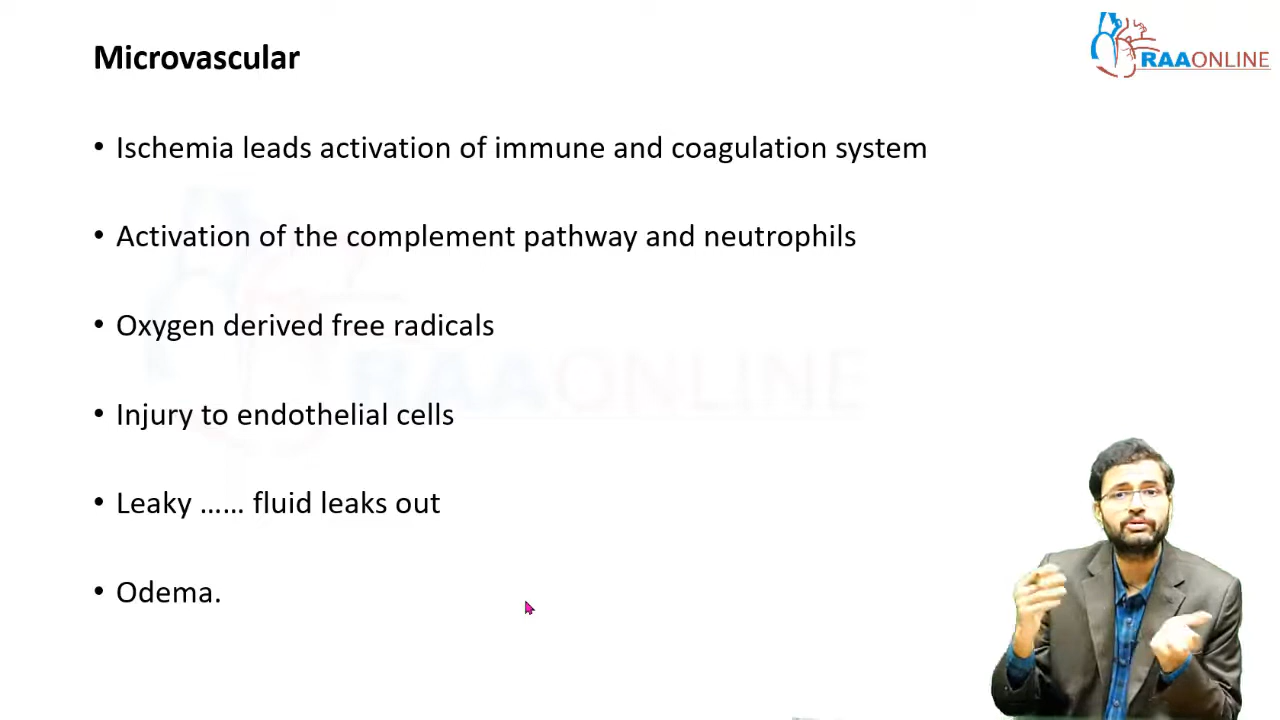 Microvascular
RAAONLINE
• Ischemia leads activation of immune and coagulation system
• Activation of the complement pathway and neutrophils
• Oxygen derived free radicals
• Injury to endothelial cells
• Leaky …… fluid leaks out
• Odema.
RAAONLINE